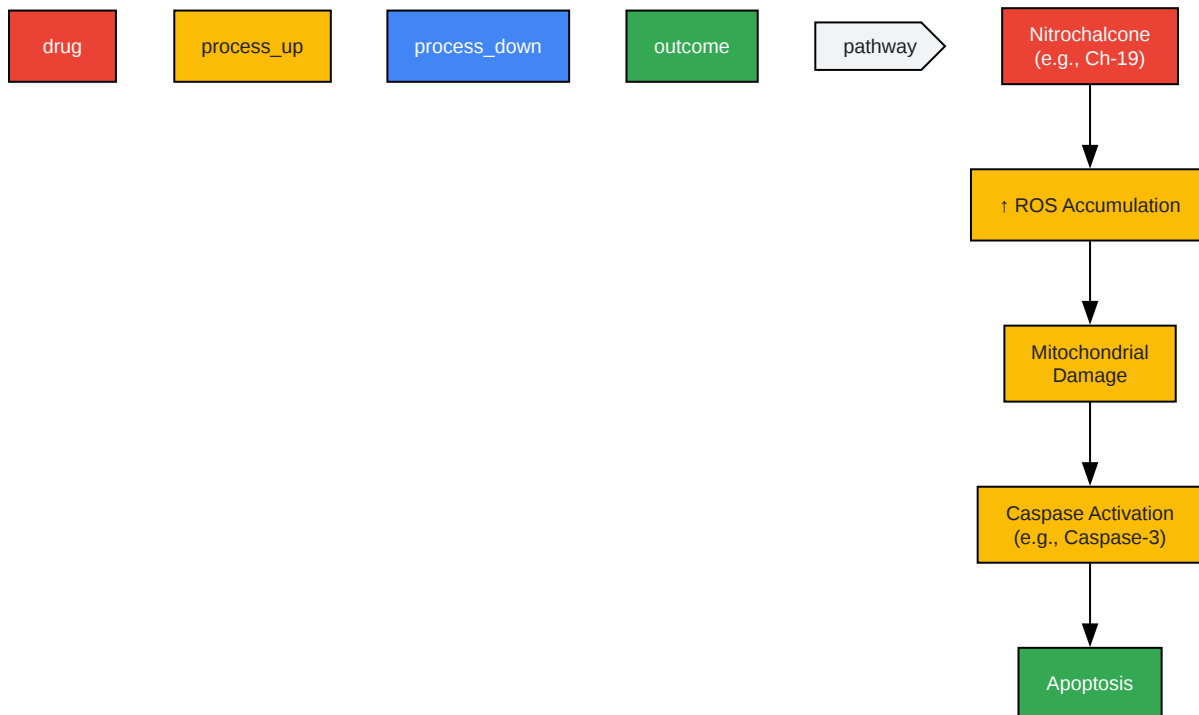 drug
process_up
process_down
outcome
pathway
Nitrochalcone
(e.g., Ch-19)
↑ ROS Accumulation
Mitochondrial
Damage
Caspase Activation
(e.g., Caspase-3)
Apoptosis